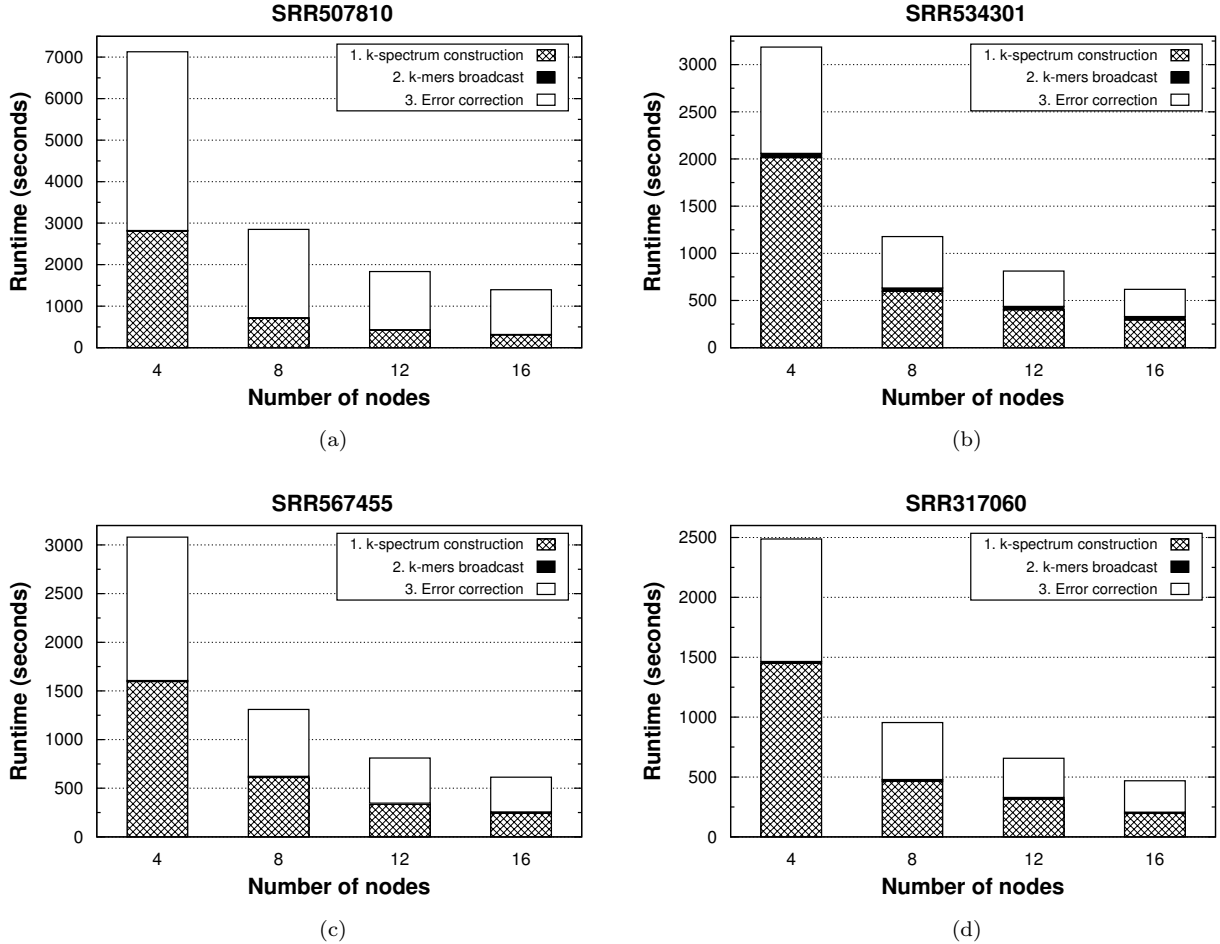 SRR507810
Runtime (seconds)
7000
6000
5000
4000
3000
2000
1000
0
1. k-spectrum construction
2. k-mers broadcast
3. Error correction
4 8 12 16
Number of nodes
(a)
SRR534301
Runtime (seconds)
3000
2500
2000
1500
1000
500
0
1. k-spectrum construction
2. k-mers broadcast
3. Error correction
4 8 12 16
Number of nodes
(b)
SRR567455
Runtime (seconds)
3000
2500
2000
1500
1000
500
0
1. k-spectrum construction
2. k-mers broadcast
3. Error correction
4 8 12 16
Number of nodes
(c)
SRR317060
Runtime (seconds)
2500
2000
1500
1000
500
0
1. k-spectrum construction
2. k-mers broadcast
3. Error correction
4 8 12 16
Number of nodes
(d)